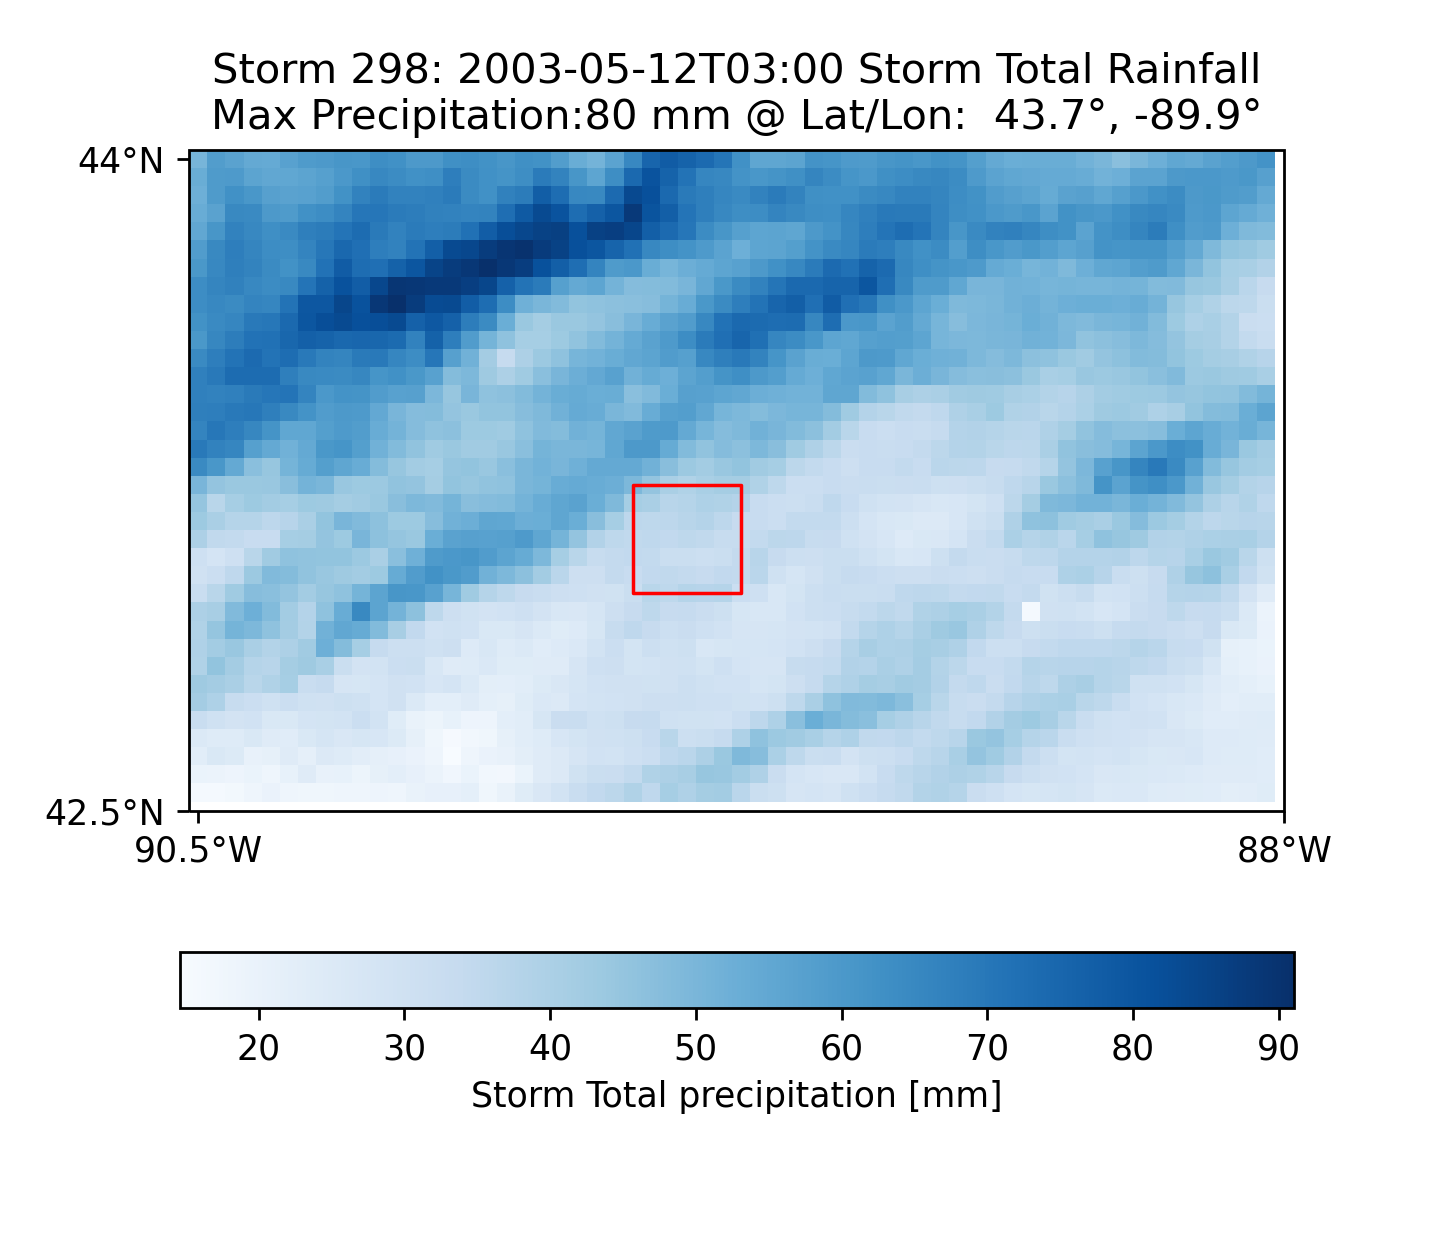 Storm 298: 2003-05-12T03:00 Storm Total Rainfall
Max Precipitation:80 mm @ Lat/Lon:  43.7°, -89.9°
44°N
42.5°N
90.5°W 88°W
20 30 40 50 60 70 80 90
Storm Total precipitation [mm]